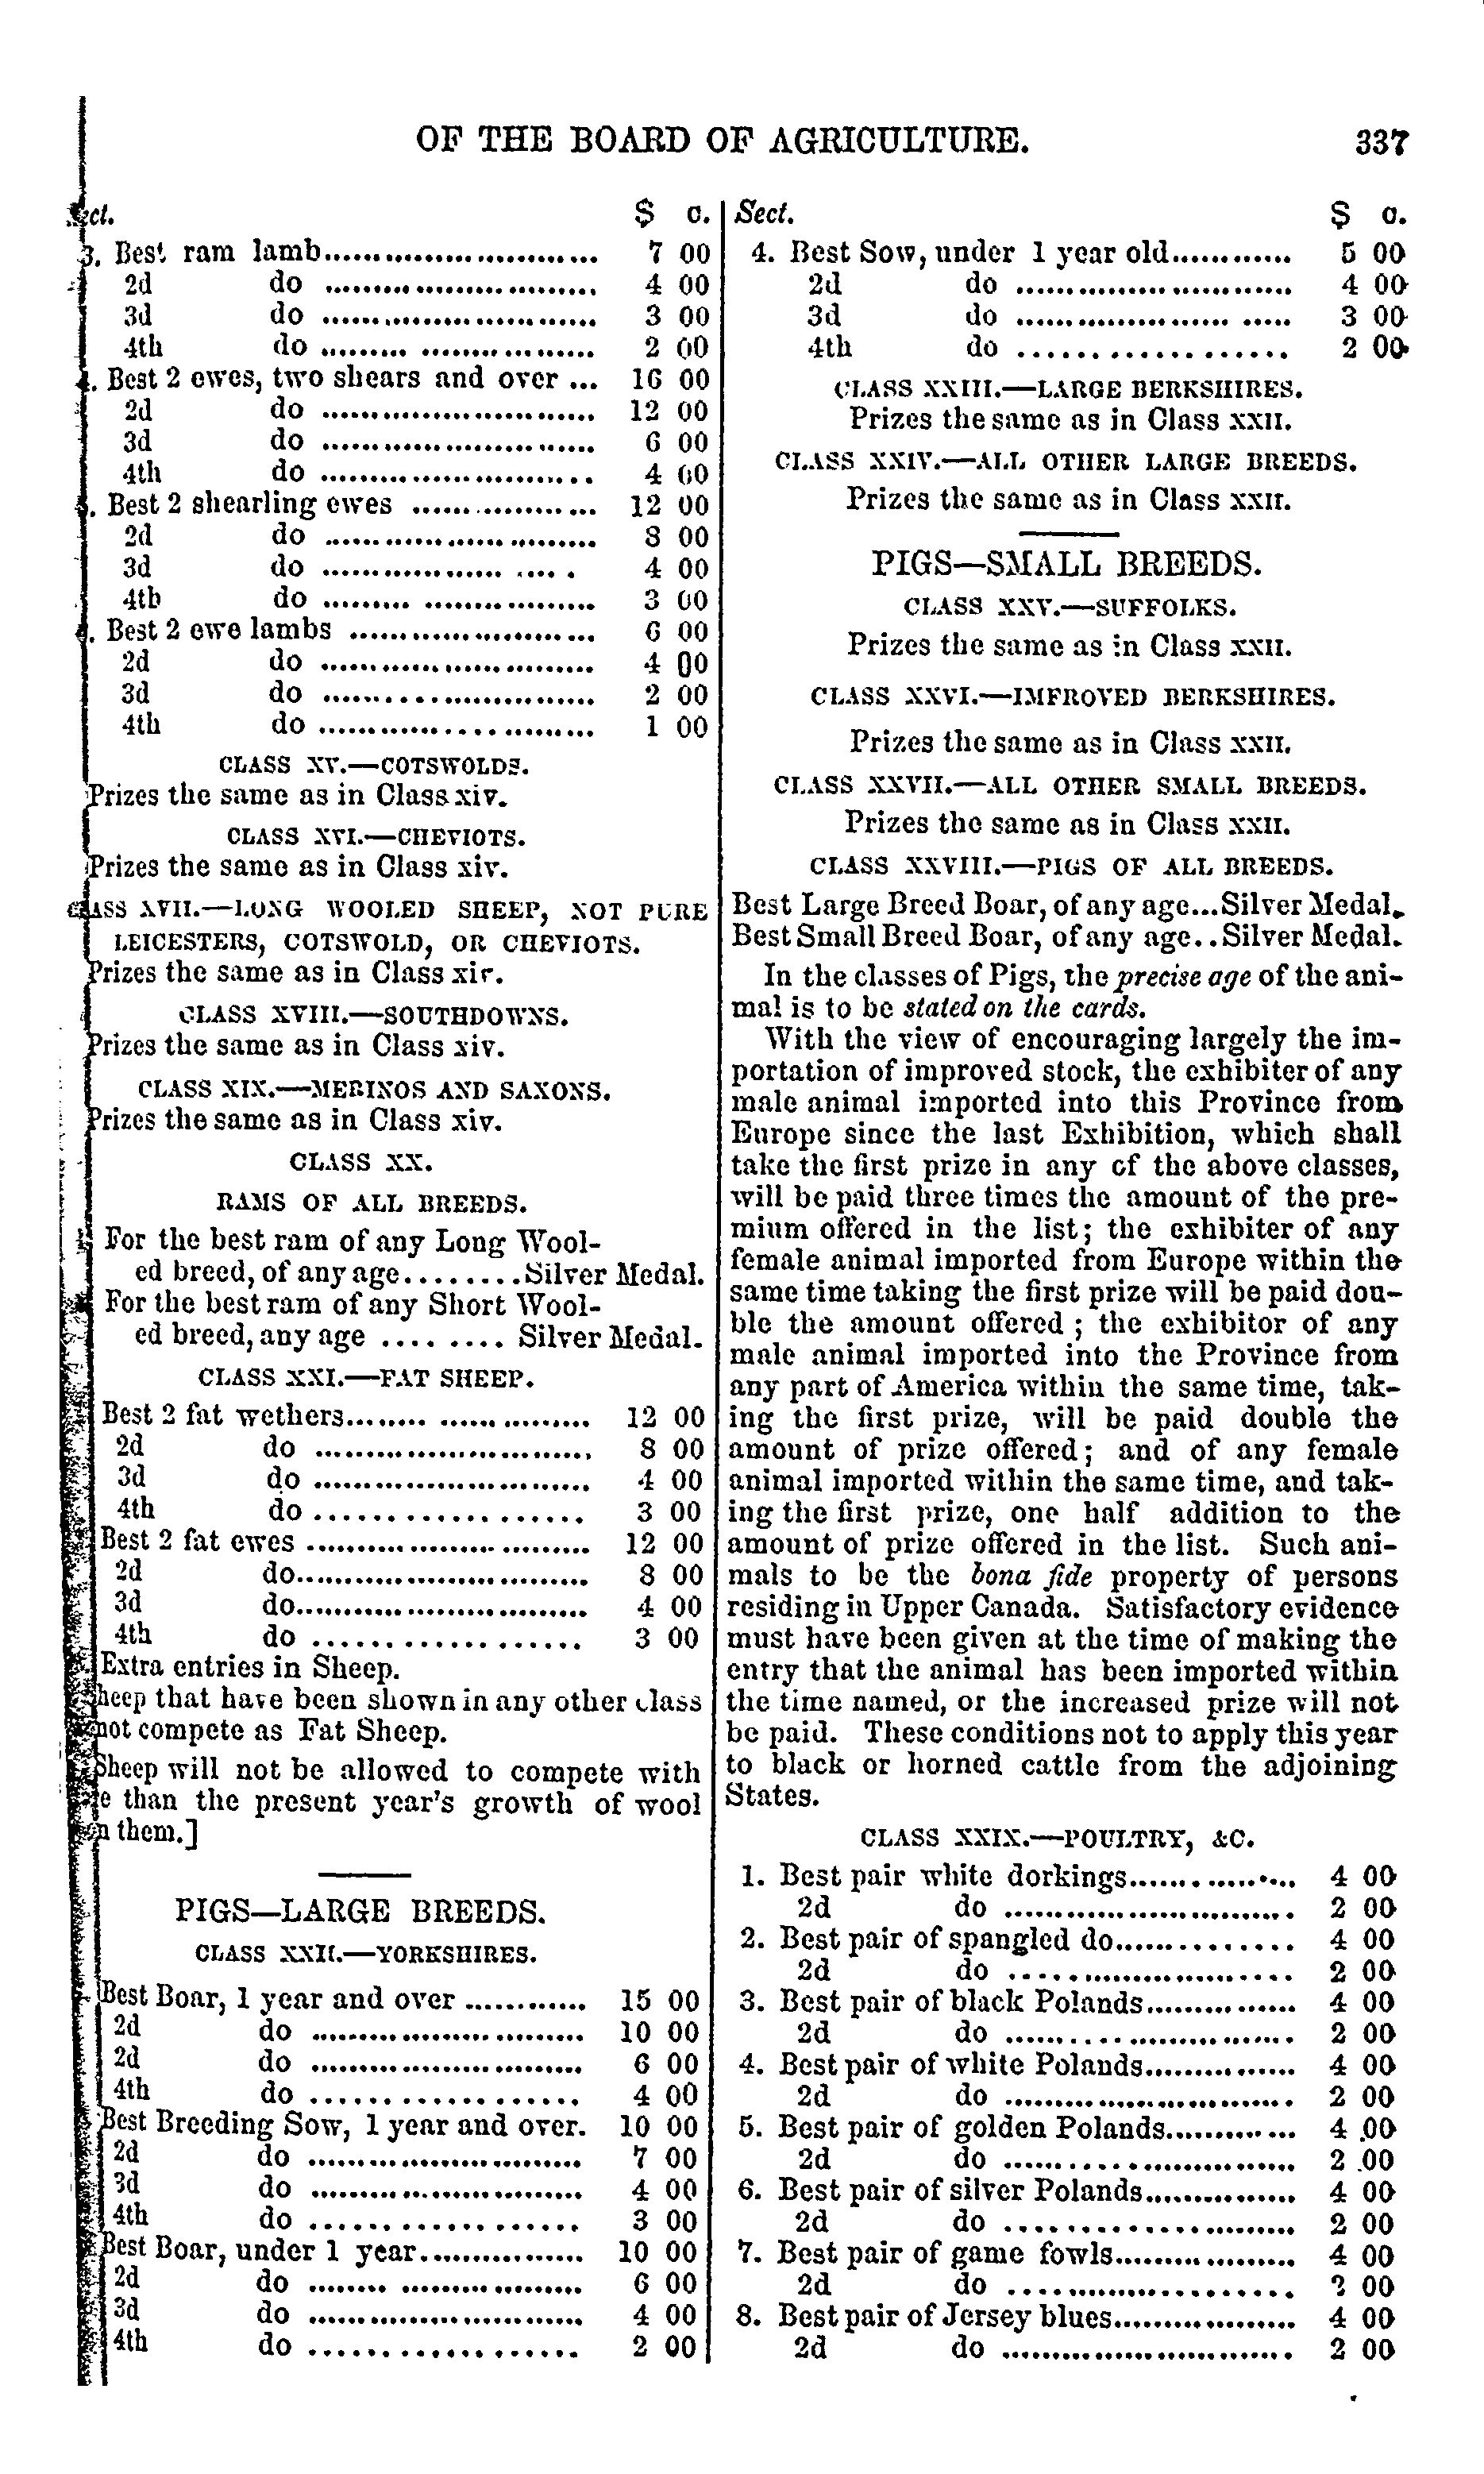 OF THE BOARD OF AGRICULTURE. 337
Sect. $ c.
3. Best ram lamb........................... 7 00
2d do ........................... 4 00
3d do ........................... 3 00
4th do ........................... 2 00
. Best 2 ewes, two shears and over ... 16 00
2d do ........................... 12 00
3d do ........................... 6 00
4th do ........................... 4 00
. Best 2 shearling ewes .................. 12 00
2d do ........................... 8 00
3d do ........................... 4 00
4th do ........................... 3 00
. Best 2 ewe lambs ........................ 6 00
2d do ........................... 4 00
3d do ........................... 2 00
4th do ........................... 1 00
CLASS XV.—COTSWOLDS.
Prizes the same as in Class xiv.
CLASS XVI.—CHEVIOTS.
Prizes the same as in Class xiv.
CLASS XVII.—LONG WOOLED SHEEP, NOT PURE
LEICESTERS, COTSWOLD, OR CHEVIOTS.
Prizes the same as in Class xiv.
CLASS XVIII.—SOUTHDOWNS.
Prizes the same as in Class xiv.
CLASS XIX.—MERINOS AND SAXONS.
Prizes the same as in Class xiv.
CLASS XX.
RAMS OF ALL BREEDS.
For the best ram of any Long Wool-
ed breed, of any age........Silver Medal.
For the best ram of any Short Wool-
ed breed, any age ......... Silver Medal.
CLASS XXI.—FAT SHEEP.
Best 2 fat wethers........................ 12 00
2d do ........................... 8 00
3d do ........................... 4 00
4th do ................... 3 00
Best 2 fat ewes ............................ 12 00
2d do............................. 8 00
3d do............................. 4 00
4th do ................... 3 00
Extra entries in Sheep.
Sheep that have been shown in any other class
not compete as Fat Sheep.
Sheep will not be allowed to compete with
than the present year's growth of wool
them.]
PIGS—LARGE BREEDS.
CLASS XXII.—YORKSHIRES.
Best Boar, 1 year and over ............ 15 00
2d do ........................... 10 00
2d do ........................... 6 00
4th do ................... 4 00
Best Breeding Sow, 1 year and over. 10 00
2d do ........................... 7 00
3d do ........................... 4 00
4th do ................... 3 00
Best Boar, under 1 year................ 10 00
2d do ........................... 6 00
3d do ........................... 4 00
4th do ................... 2 00
Sect. $ c.
4. Best Sow, under 1 year old............ 5 00
2d do ........................... 4 00
3d do ........................... 3 00
4th do ................... 2 00
CLASS XXIII.—LARGE BERKSHIRES.
Prizes the same as in Class XXII.
CLASS XXIV.—ALL OTHER LARGE BREEDS.
Prizes the same as in Class XXII.
PIGS—SMALL BREEDS.
CLASS XXV.—SUFFOLKS.
Prizes the same as in Class XXII.
CLASS XXVI.—IMPROVED BERKSHIRES.
Prizes the same as in Class XXII.
CLASS XXVII.—ALL OTHER SMALL BREEDS.
Prizes the same as in Class XXII.
CLASS XXVIII.—PIGS OF ALL BREEDS.
Best Large Breed Boar, of any age...Silver Medal.
Best Small Breed Boar, of any age..Silver Medal.
In the classes of Pigs, the precise age of the ani-
mal is to be stated on the cards.
With the view of encouraging largely the im-
portation of improved stock, the exhibiter of any
male animal imported into this Province from
Europe since the last Exhibition, which shall
take the first prize in any of the above classes,
will be paid three times the amount of the pre-
mium offered in the list; the exhibiter of any
female animal imported from Europe within the
same time taking the first prize will be paid dou-
ble the amount offered ; the exhibitor of any
male animal imported into the Province from
any part of America within the same time, tak-
ing the first prize, will be paid double the
amount of prize offered; and of any female
animal imported within the same time, and tak-
ing the first prize, one half addition to the
amount of prize offered in the list. Such ani-
mals to be the bona fide property of persons
residing in Upper Canada. Satisfactory evidence
must have been given at the time of making the
entry that the animal has been imported within
the time named, or the increased prize will not
be paid. These conditions not to apply this year
to black or horned cattle from the adjoining
States.
CLASS XXIX.—POULTRY, &C.
1. Best pair white dorkings................ 4 00
2d do ........................... 2 00
2. Best pair of spangled do............... 4 00
2d do ........................... 2 00
3. Best pair of black Polands............... 4 00
2d do ........................... 2 00
4. Best pair of white Polands............... 4 00
2d do ........................... 2 00
5. Best pair of golden Polands............. 4 00
2d do ........................... 2 00
6. Best pair of silver Polands............... 4 00
2d do ........................... 2 00
7. Best pair of game fowls.................. 4 00
2d do .................... 2 00
8. Best pair of Jersey blues.................. 4 00
2d do ........................... 2 00